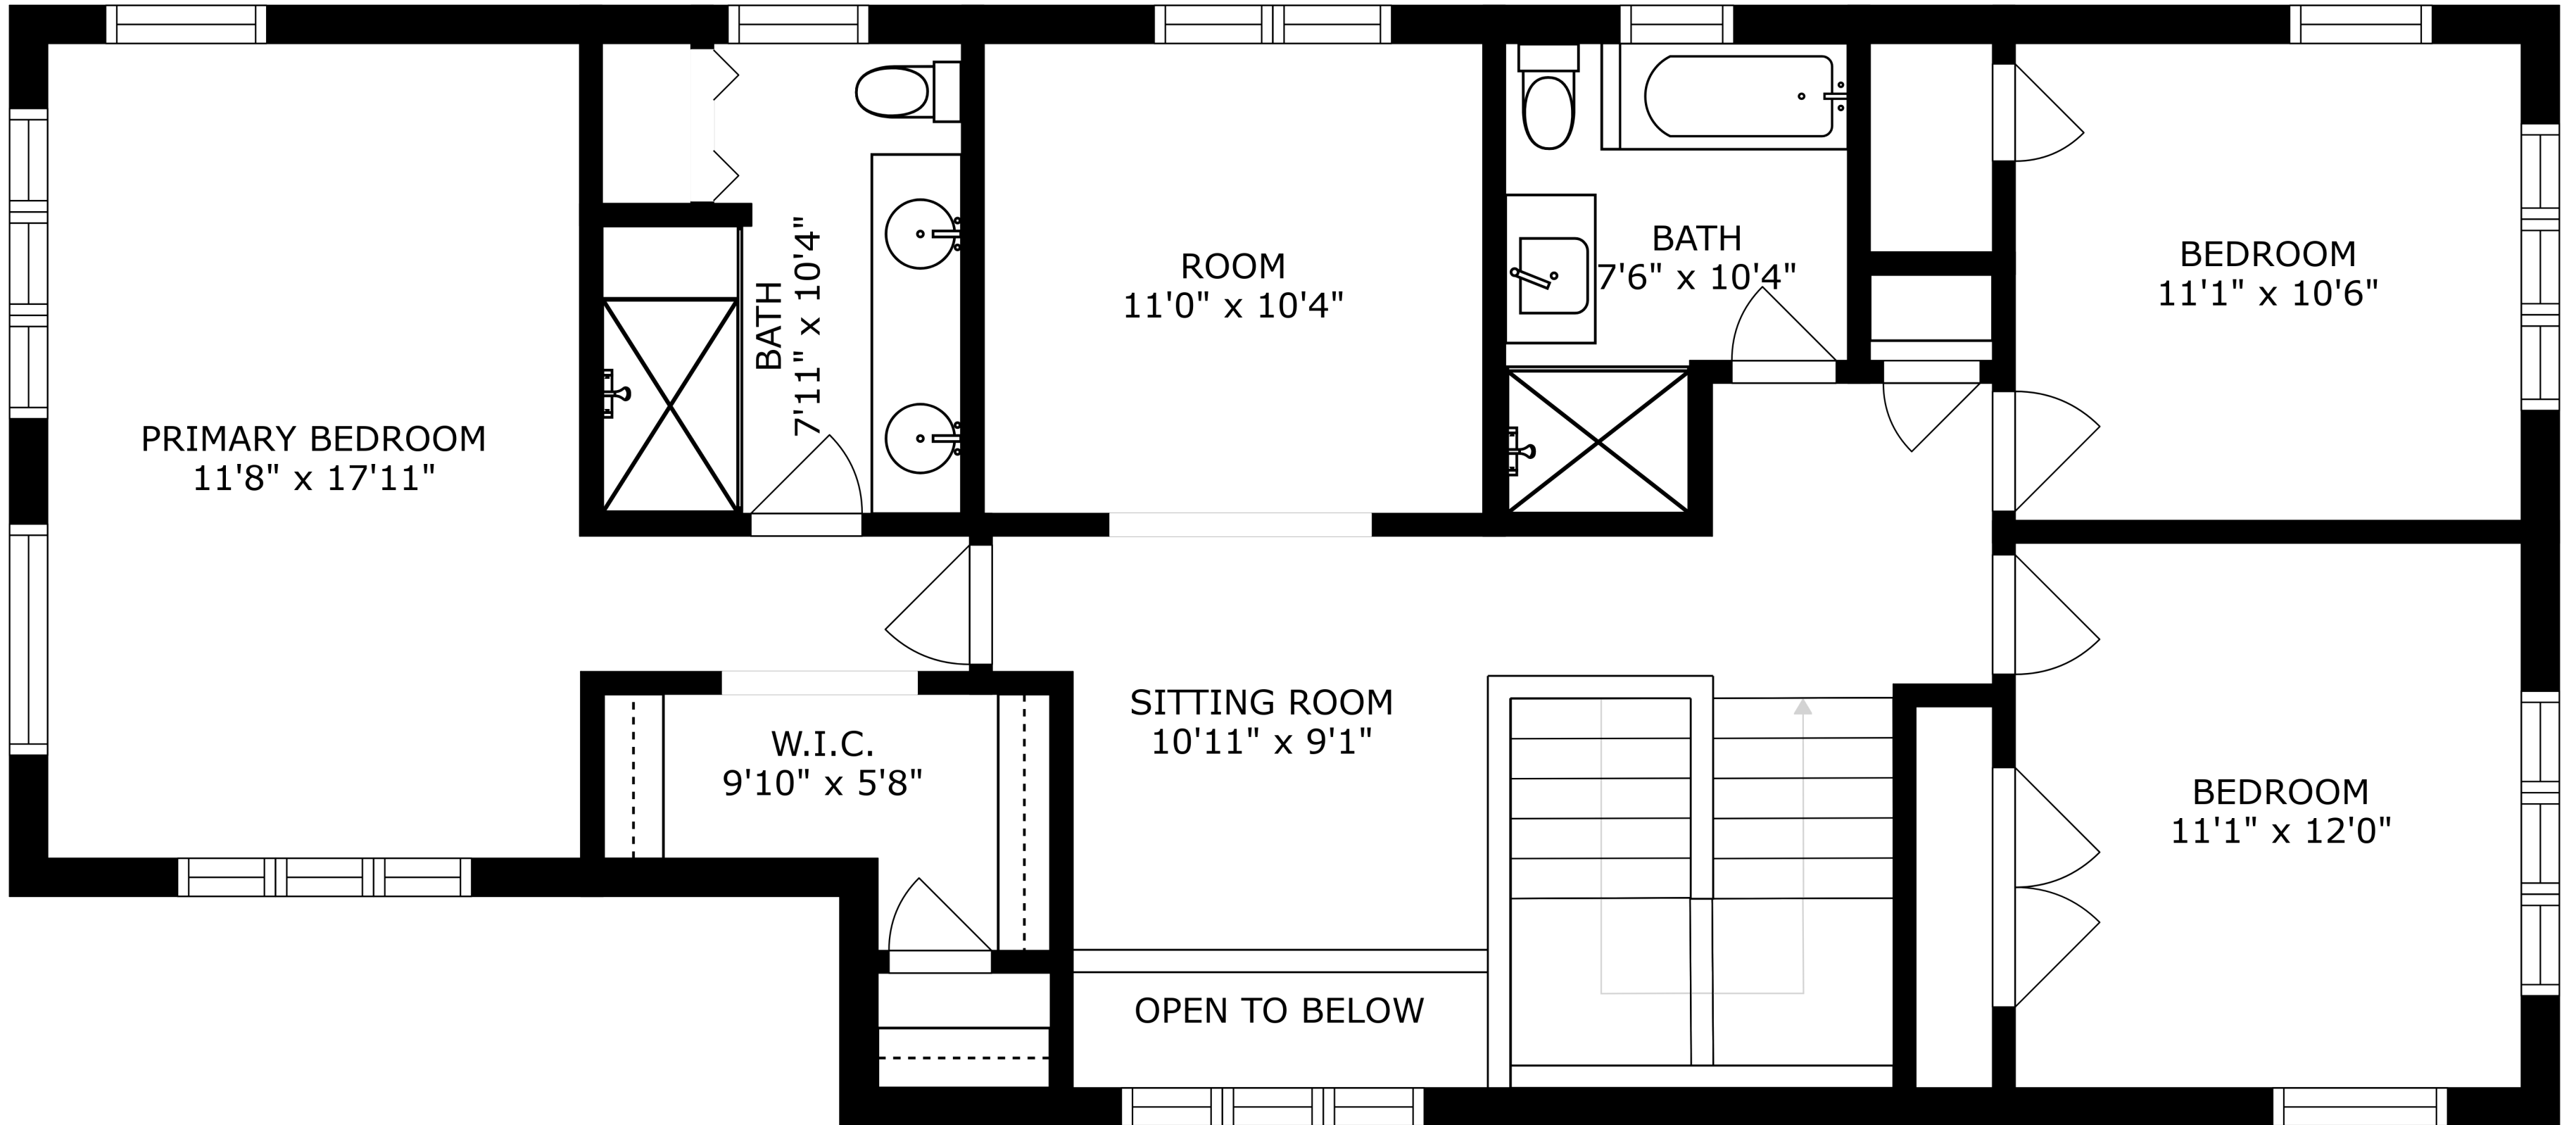 PRIMARY BEDROOM
11'8" x 17'11"
BATH
7'11" x 10'4"
ROOM
11'0" x 10'4"
BATH
7'6" x 10'4"
BEDROOM
11'1" x 10'6"
W.I.C.
9'10" x 5'8"
SITTING ROOM
10'11" x 9'1"
BEDROOM
11'1" x 12'0"
OPEN TO BELOW